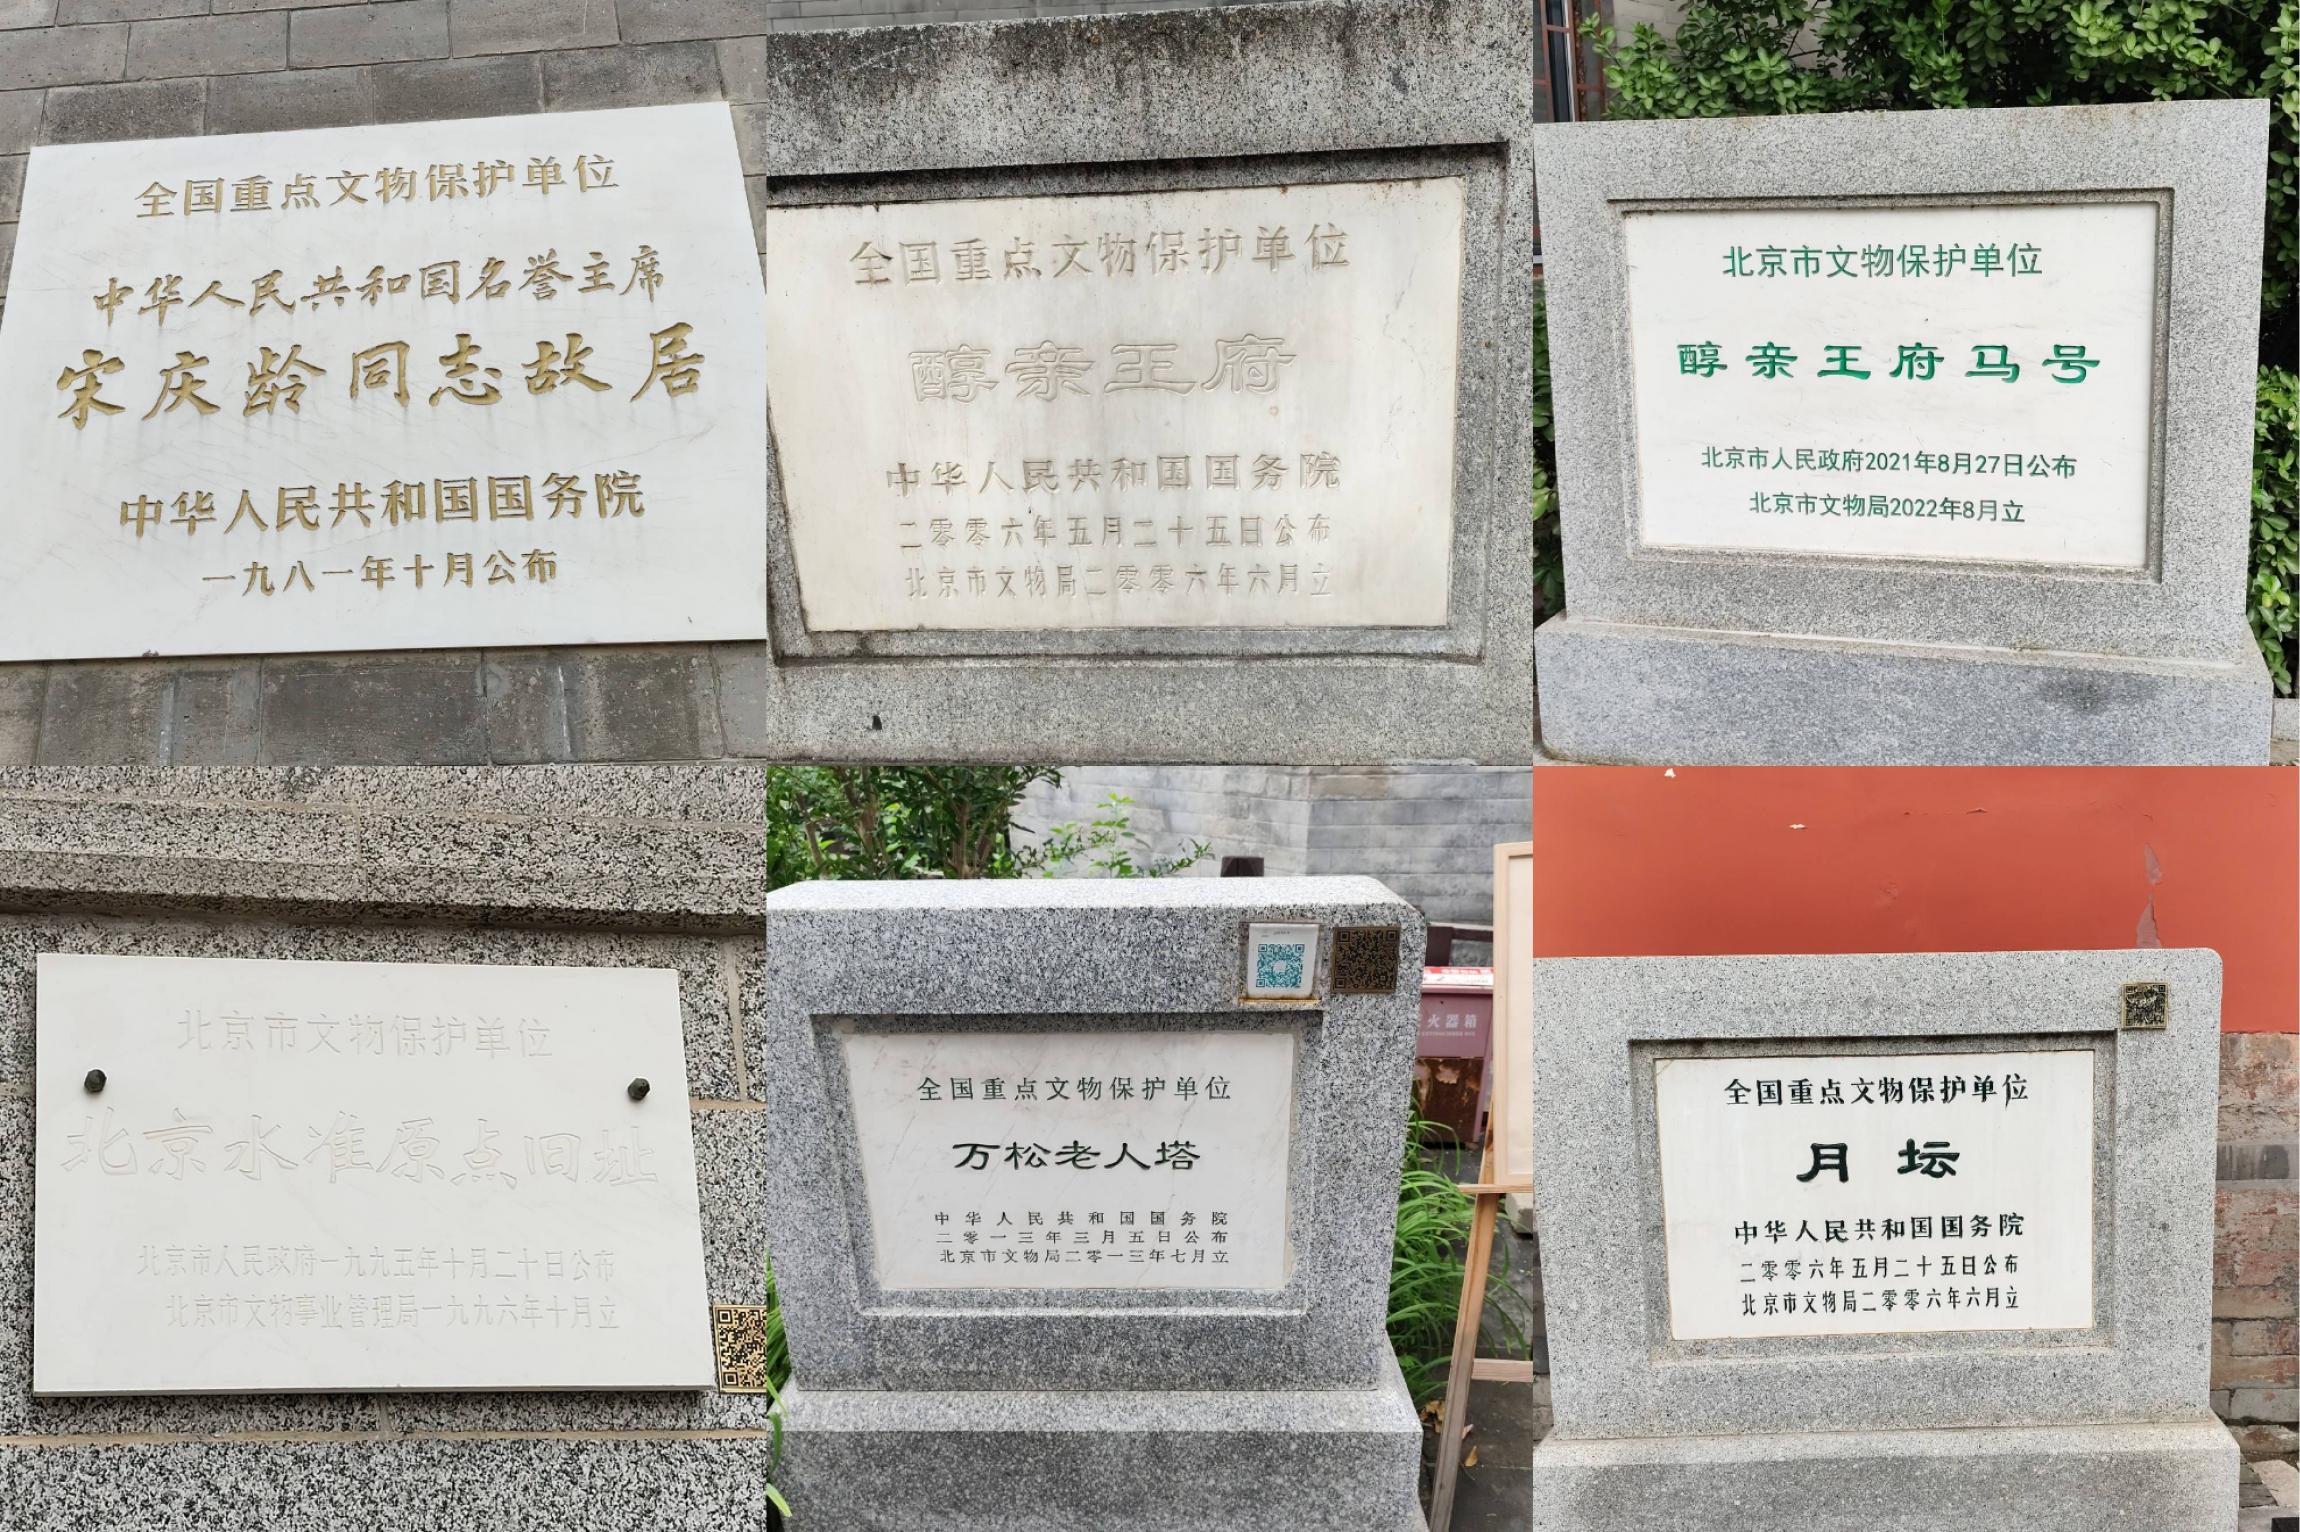 全国重点文物保护单位
中华人民共和国名誉主席
宋庆龄同志故居
中华人民共和国国务院
一九八一年十月公布
全国重点文物保护单位
醇亲王府
中华人民共和国国务院
二零零六年五月二十五日公布
北京市文物局二零零六年六月立
北京市文物保护单位
醇亲王府马号
北京市人民政府2021年8月27日公布
北京市文物局2022年8月立
北京市文物保护单位
北京水准原点旧址
北京市人民政府一九九五年十月二十日公布
北京市文物事业管理局一九九六年十月立
全国重点文物保护单位
万松老人塔
中华人民共和国国务院
二零一三年三月五日公布
北京市文物局二零一三年七月立
火器箱
全国重点文物保护单位
月坛
中华人民共和国国务院
二零零六年五月二十五日公布
北京市文物局二零零六年六月立